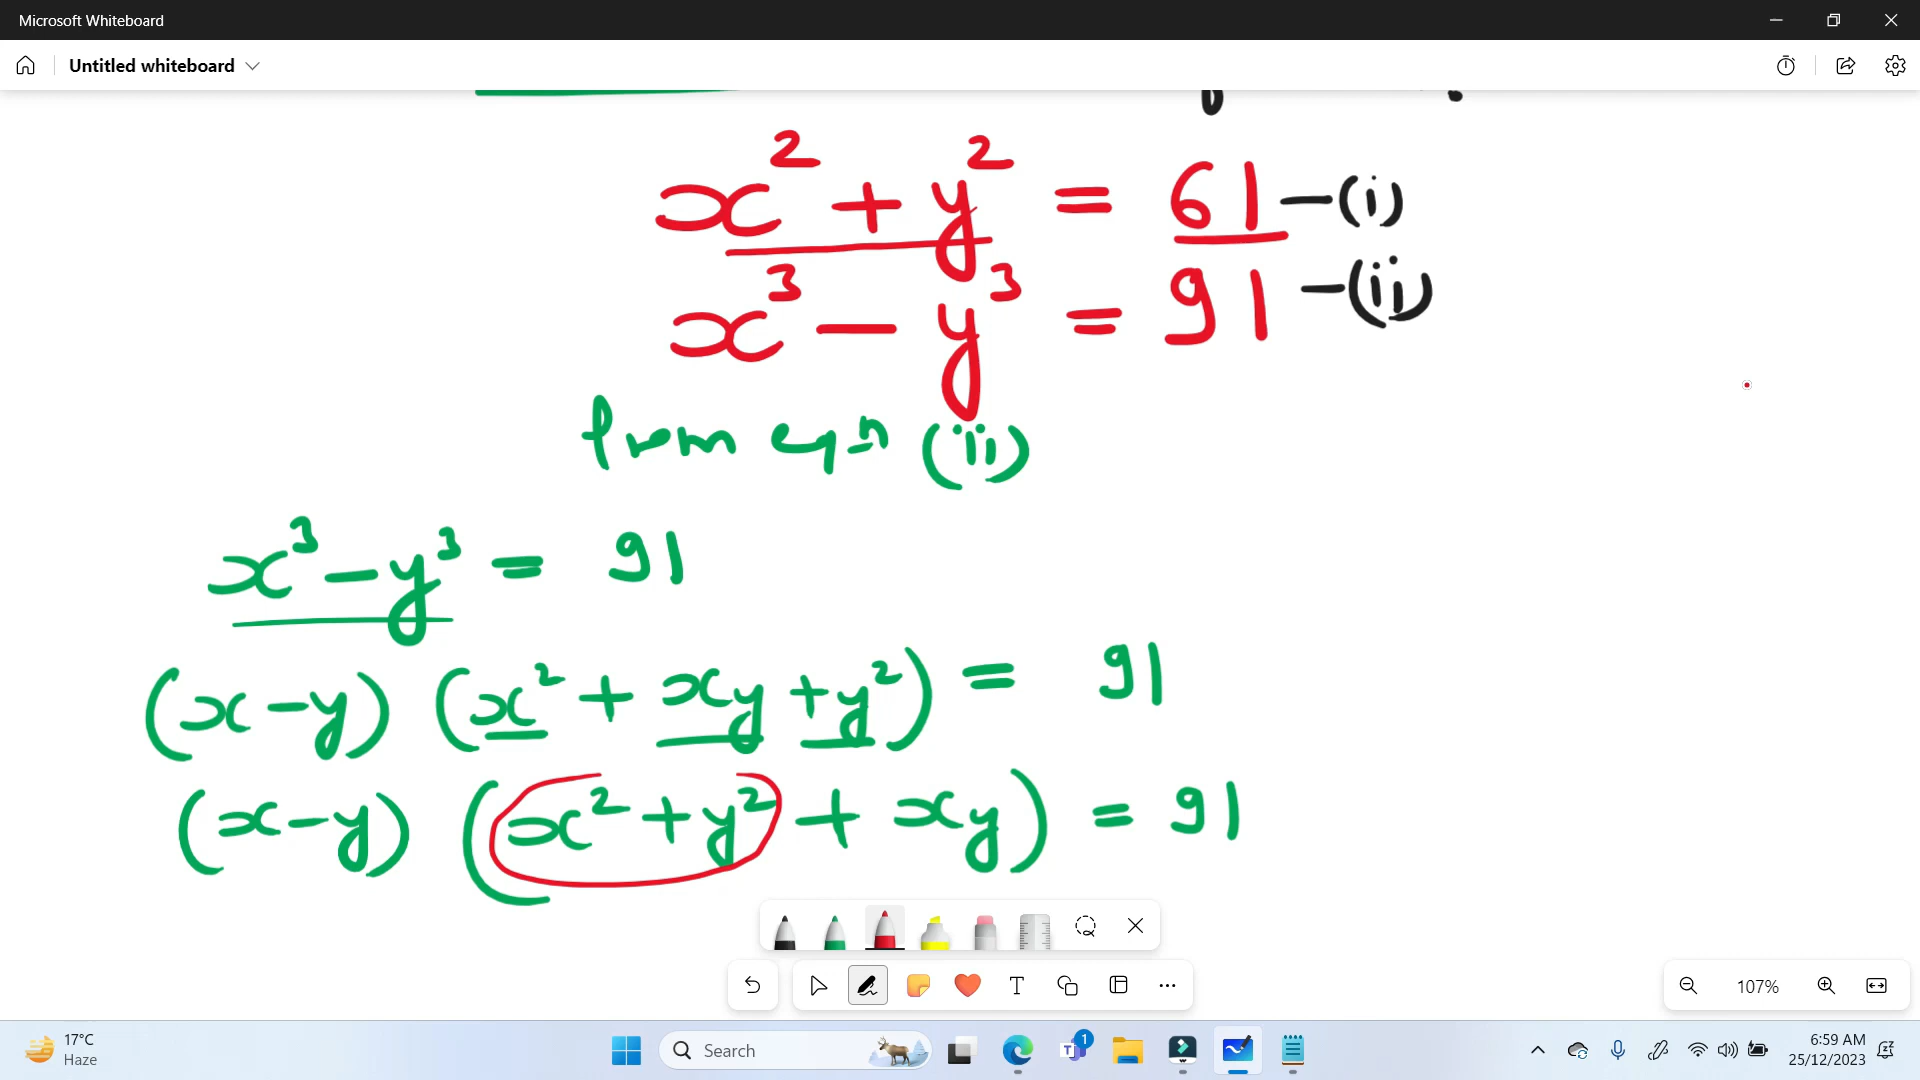 Microsoft Whiteboard
Untitled whiteboard
x² + y² = 61 —(i)
x³ — y³ = 91 —(ii)
from eqn (ii)
x³ — y³ = 91
(x — y) (x² + xy + y²) = 91
(x — y) (x² + y² + xy) = 91
107%
17°C
Haze
Search
1
6:59 AM
25/12/2023